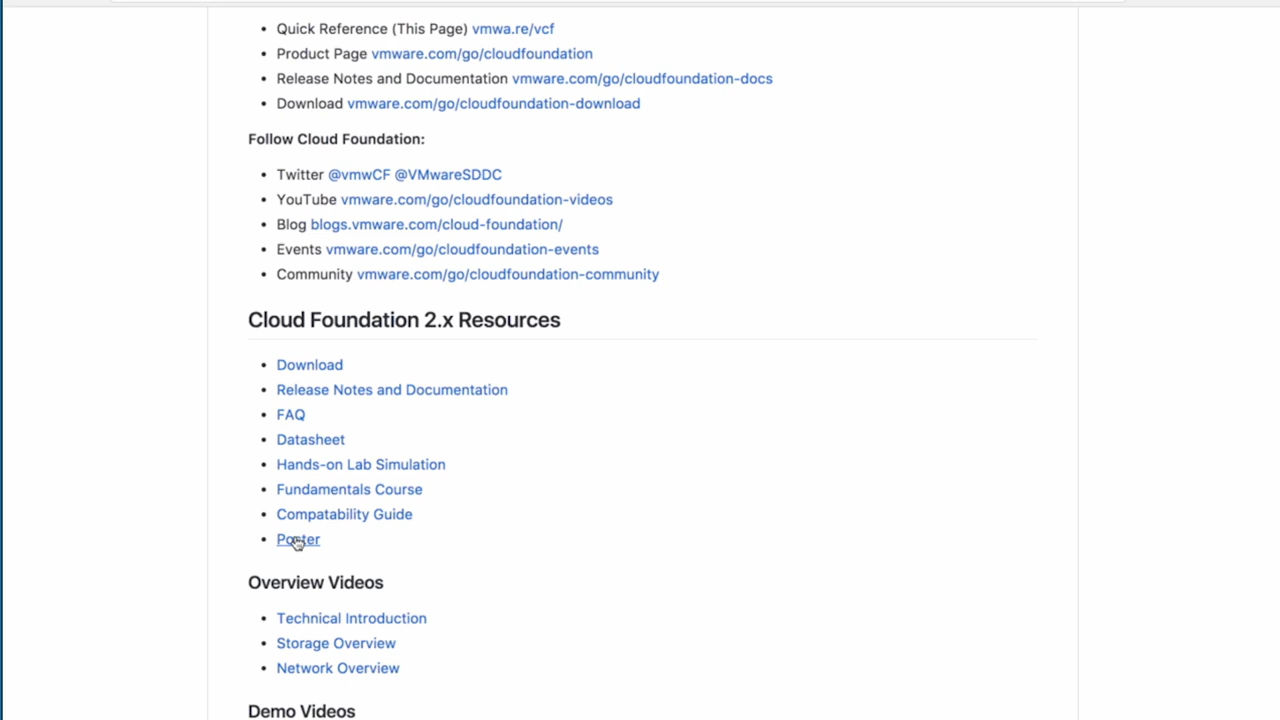 Quick Reference (This Page) vmwa.re/vcf
Product Page vmware.com/go/cloudfoundation
Release Notes and Documentation vmware.com/go/cloudfoundation-docs
Download vmware.com/go/cloudfoundation-download
Follow Cloud Foundation:
Twitter @vmwCF @VMwareSDDC
YouTube vmware.com/go/cloudfoundation-videos
Blog blogs.vmware.com/cloud-foundation/
Events vmware.com/go/cloudfoundation-events
Community vmware.com/go/cloudfoundation-community
Cloud Foundation 2.x Resources
Download
Release Notes and Documentation
FAQ
Datasheet
Hands-on Lab Simulation
Fundamentals Course
Compatability Guide
Poster
Overview Videos
Technical Introduction
Storage Overview
Network Overview
Demo Videos